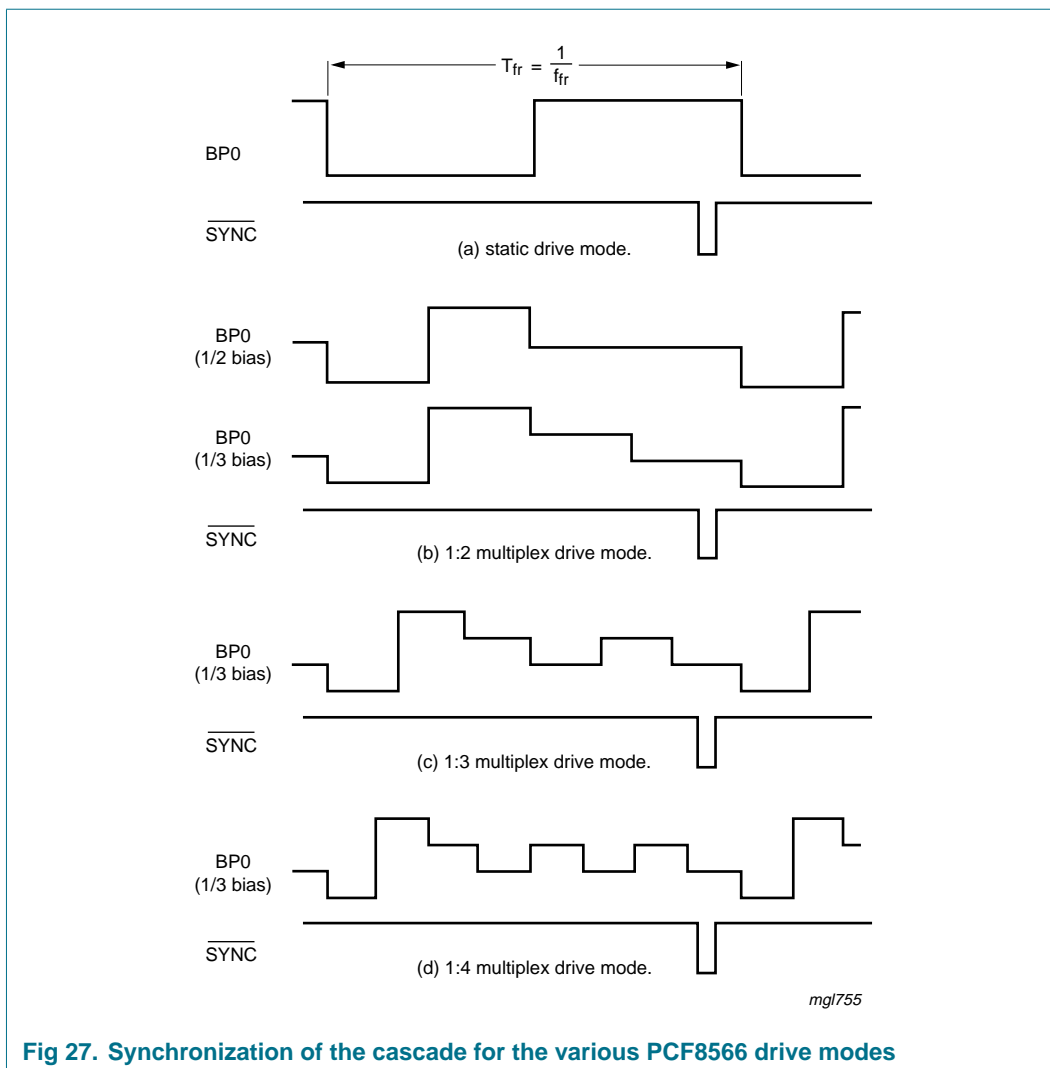 T_fr = 1/f_fr
BP0
SYNC
(a) static drive mode.
BP0
(1/2 bias)
BP0
(1/3 bias)
SYNC
(b) 1:2 multiplex drive mode.
BP0
(1/3 bias)
SYNC
(c) 1:3 multiplex drive mode.
BP0
(1/3 bias)
SYNC
(d) 1:4 multiplex drive mode.
mgl755
Fig 27. Synchronization of the cascade for the various PCF8566 drive modes